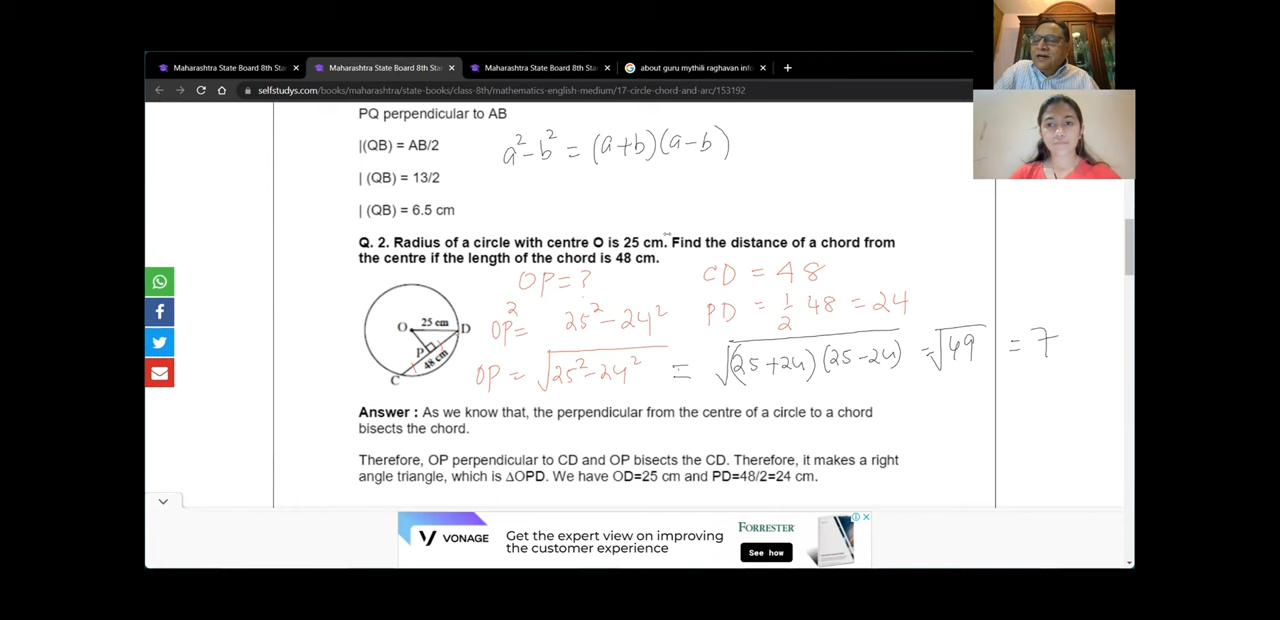 Maharashtra State Board 8th Sta
Maharashtra State Board 8th Sta
Maharashtra State Board 8th Sta
about guru mythili raghavan info
selfstudys.com/books/maharashtra/state-books/class-8th/mathematics-english-medium/17-circle-chord-and-arc/153192
PQ perpendicular to AB
|(QB) = AB/2
a² - b² = (a+b)(a-b)
| (QB) = 13/2
| (QB) = 6.5 cm
Q. 2. Radius of a circle with centre O is 25 cm. Find the distance of a chord from
the centre if the length of the chord is 48 cm.
OP = ?
CD = 48
OP² = 25² - 24²
PD = 1/2 48 = 24
O 25 cm D
P 48 cm
C
OP = √25² - 24² = √(25+24)(25-24) = √49 = 7
Answer : As we know that, the perpendicular from the centre of a circle to a chord
bisects the chord.
Therefore, OP perpendicular to CD and OP bisects the CD. Therefore, it makes a right
angle triangle, which is ΔOPD. We have OD=25 cm and PD=48/2=24 cm.
VONAGE
Get the expert view on improving
the customer experience
FORRESTER
See how